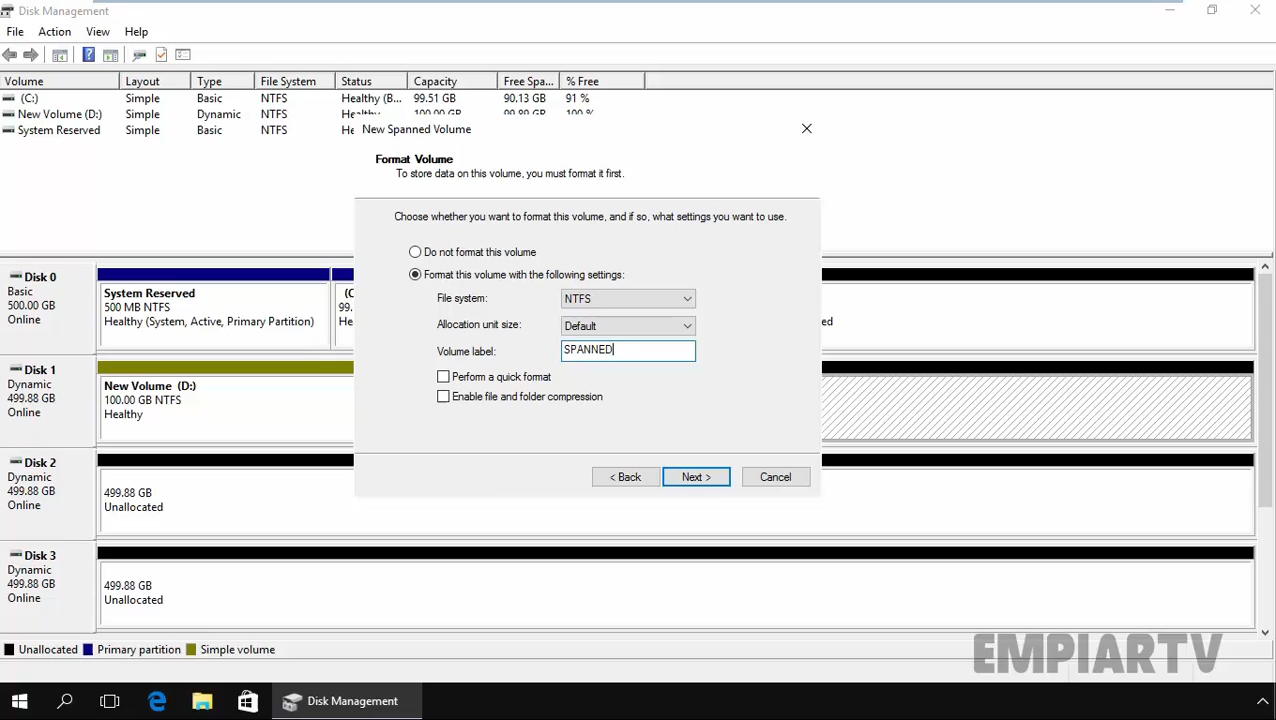 Disk Management
File Action View Help
Volume Layout Type File System Status Capacity Free Spa... % Free
(C:) Simple Basic NTFS Healthy (B... 99.51 GB 90.13 GB 91 %
New Volume (D:) Simple Dynamic NTFS Healthy 100.00 GB 99.89 GB 100 %
System Reserved Simple Basic NTFS He
New Spanned Volume
Format Volume
To store data on this volume, you must format it first.
Choose whether you want to format this volume, and if so, what settings you want to use.
Do not format this volume
Format this volume with the following settings:
File system: NTFS
Allocation unit size: Default
Volume label: SPANNED
Perform a quick format
Enable file and folder compression
< Back Next > Cancel
Disk 0
Basic
500.00 GB
Online
System Reserved
500 MB NTFS
Healthy (System, Active, Primary Partition)
(C
99.
He
ed
Disk 1
Dynamic
499.88 GB
Online
New Volume (D:)
100.00 GB NTFS
Healthy
Disk 2
Dynamic
499.88 GB
Online
499.88 GB
Unallocated
Disk 3
Dynamic
499.88 GB
Online
499.88 GB
Unallocated
Unallocated Primary partition Simple volume
EMPIARTV
Disk Management